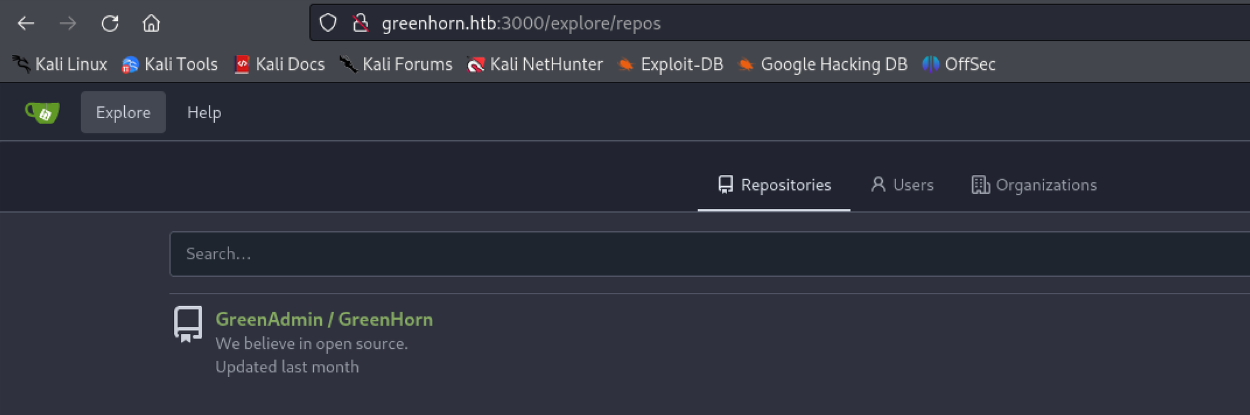 greenhorn.htb:3000/explore/repos
Kali Linux Kali Tools Kali Docs Kali Forums Kali NetHunter Exploit-DB Google Hacking DB OffSec
Explore Help
Repositories Users Organizations
Search...
GreenAdmin / GreenHorn
We believe in open source.
Updated last month